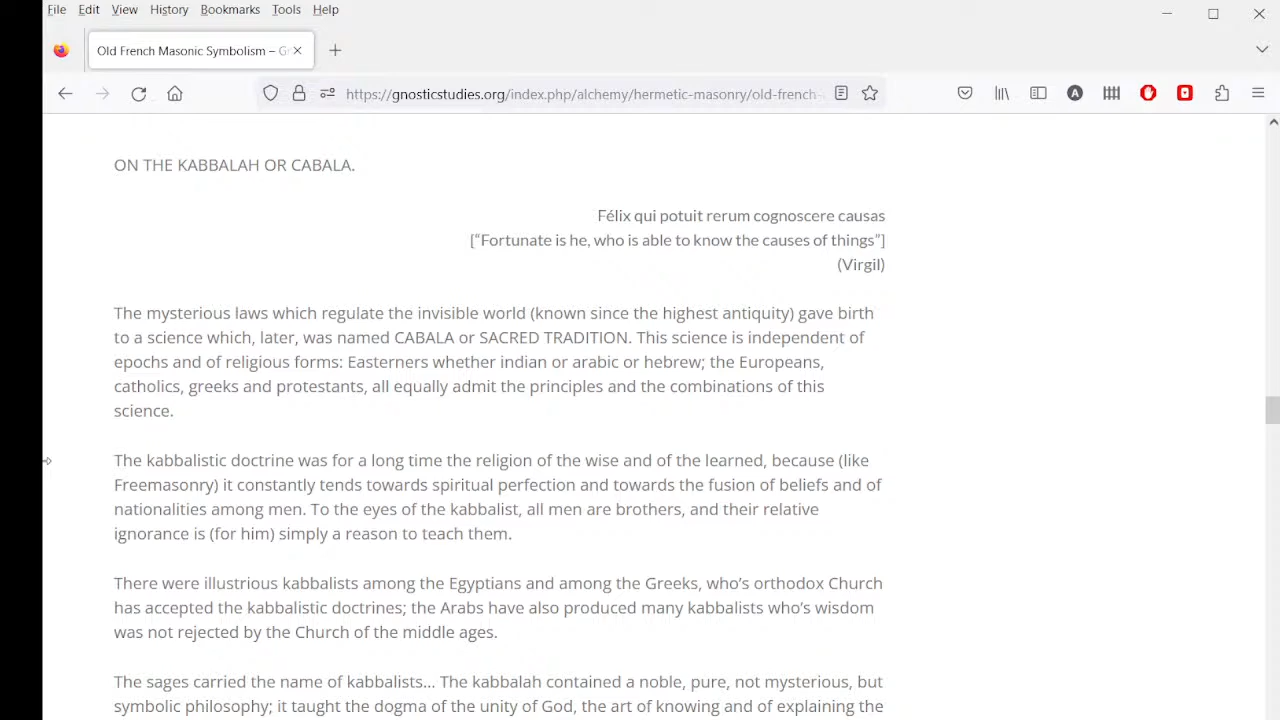 File Edit View History Bookmarks Tools Help
Old French Masonic Symbolism – G
https://gnosticstudies.org/index.php/alchemy/hermetic-masonry/old-french-
ON THE KABBALAH OR CABALA.
Félix qui potuit rerum cognoscere causas
[“Fortunate is he, who is able to know the causes of things”]
(Virgil)
The mysterious laws which regulate the invisible world (known since the highest antiquity) gave birth
to a science which, later, was named CABALA or SACRED TRADITION. This science is independent of
epochs and of religious forms: Easterners whether indian or arabic or hebrew; the Europeans,
catholics, greeks and protestants, all equally admit the principles and the combinations of this
science.
The kabbalistic doctrine was for a long time the religion of the wise and of the learned, because (like
Freemasonry) it constantly tends towards spiritual perfection and towards the fusion of beliefs and of
nationalities among men. To the eyes of the kabbalist, all men are brothers, and their relative
ignorance is (for him) simply a reason to teach them.
There were illustrious kabbalists among the Egyptians and among the Greeks, who’s orthodox Church
has accepted the kabbalistic doctrines; the Arabs have also produced many kabbalists who’s wisdom
was not rejected by the Church of the middle ages.
The sages carried the name of kabbalists… The kabbalah contained a noble, pure, not mysterious, but
symbolic philosophy; it taught the dogma of the unity of God, the art of knowing and of explaining the